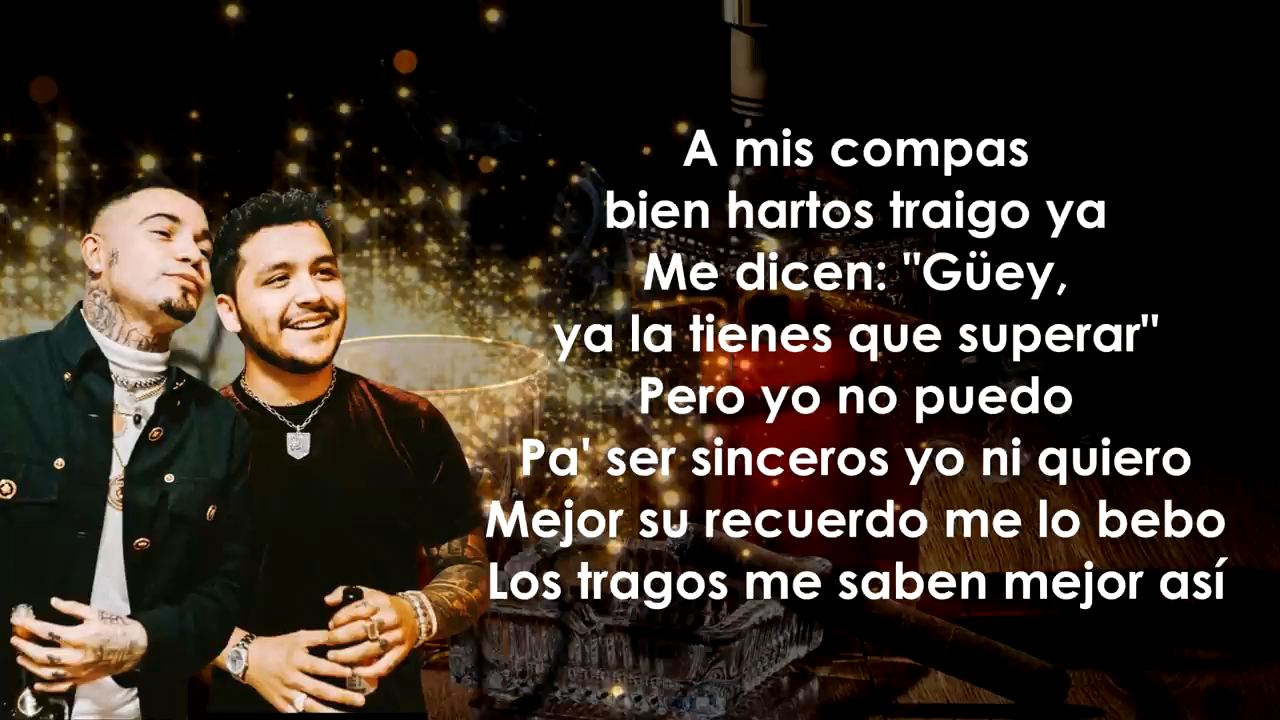 A mis compas
bien hartos traigo ya
Me dicen: "Güey,
ya la tienes que superar"
Pero yo no puedo
Pa' ser sinceros yo ni quiero
Mejor su recuerdo me lo bebo
Los tragos me saben mejor así